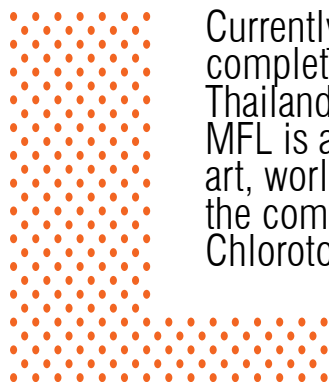 Currently
complet
Thailand
MFL is a
art, worl
the com
Chloroto